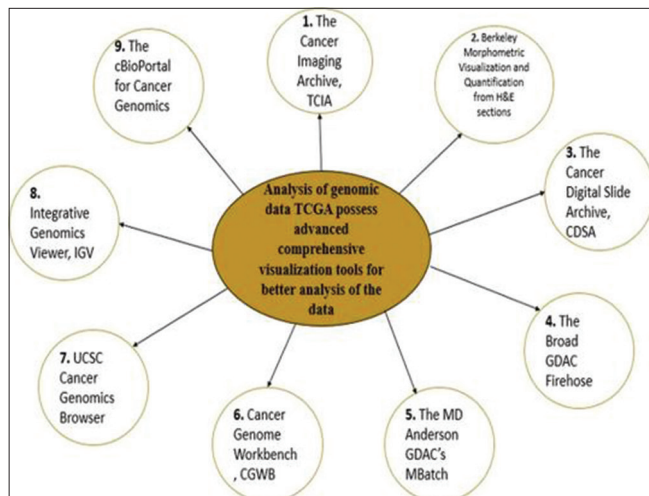 Analysis of genomic
data TCGA possess
advanced
comprehensive
visualization tools for
better analysis of the
data
1. The
Cancer
Imaging
Archive,
TCIA
2. Berkeley
Morphometric
Visualization and
Quantification
from H&E
sections
3. The
Cancer
Digital Slide
Archive,
CDSA
4. The
Broad
GDAC
Firehose
5. The MD
Anderson
GDAC's
MBatch
6. Cancer
Genome
Workbench
, CGWB
7. UCSC
Cancer
Genomics
Browser
8.
Integrative
Genomics
Viewer, IGV
9. The
cBioPortal
for Cancer
Genomics